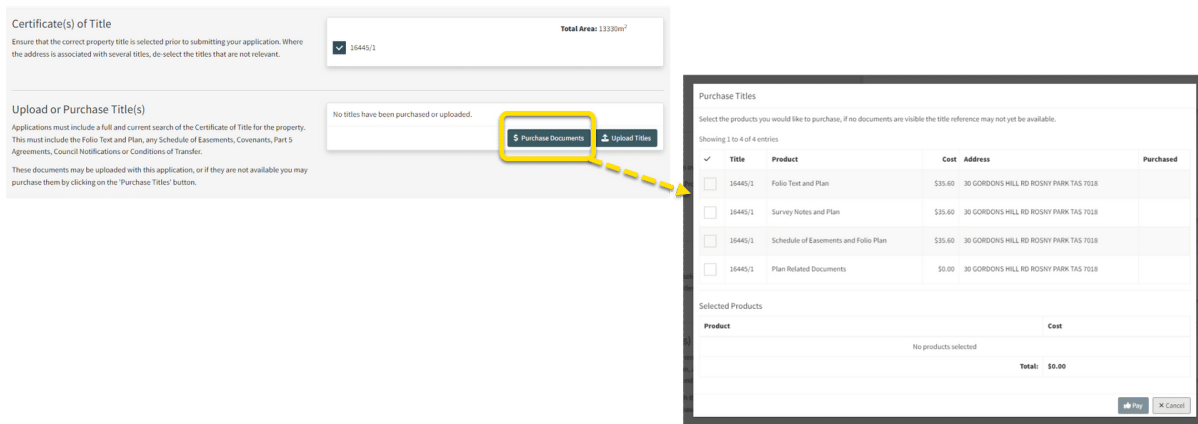 Certificate(s) of Title
Ensure that the correct property title is selected prior to submitting your application. Where
the address is associated with several titles, de-select the titles that are not relevant.
Total Area: 13330m²
16445/1
Upload or Purchase Title(s)
Applications must include a full and current search of the Certificate of Title for the property.
This must include the Folio Text and Plan, any Schedule of Easements, Covenants, Part 5
Agreements, Council Notifications or Conditions of Transfer.
These documents may be uploaded with this application, or if they are not available you may
purchase them by clicking on the 'Purchase Titles' button.
No titles have been purchased or uploaded.
$ Purchase Documents
Upload Titles
Purchase Titles
Select the products you would like to purchase, if no documents are visible the title reference may not yet be available.
Showing 1 to 4 of 4 entries
Title Product Cost Address Purchased
16445/1 Folio Text and Plan $35.60 30 GORDONS HILL RD ROSNY PARK TAS 7018
16445/1 Survey Notes and Plan $35.60 30 GORDONS HILL RD ROSNY PARK TAS 7018
16445/1 Schedule of Easements and Folio Plan $35.60 30 GORDONS HILL RD ROSNY PARK TAS 7018
16445/1 Plan Related Documents $0.00 30 GORDONS HILL RD ROSNY PARK TAS 7018
Selected Products
Product Cost
No products selected
Total: $0.00
Pay
Cancel